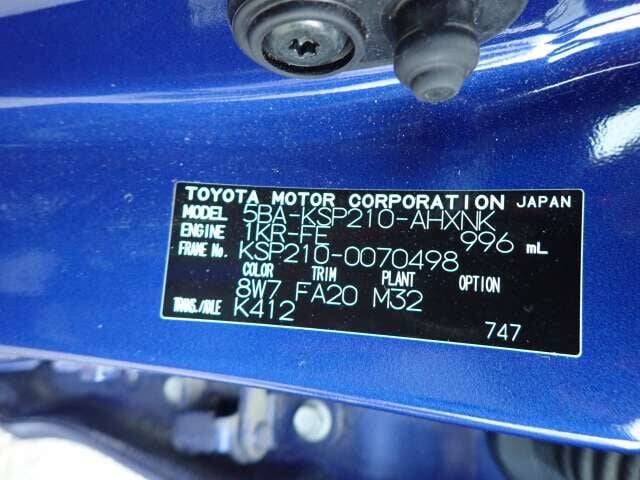 TOYOTA MOTOR CORPORATION JAPAN
MODEL 5BA-KSP210-AHXNK
ENGINE 1KR-FE 996 mL
FRAME No. KSP210-0070498
COLOR TRIM PLANT OPTION
8W7 FA20 M32
TRANS./AXLE K412
747